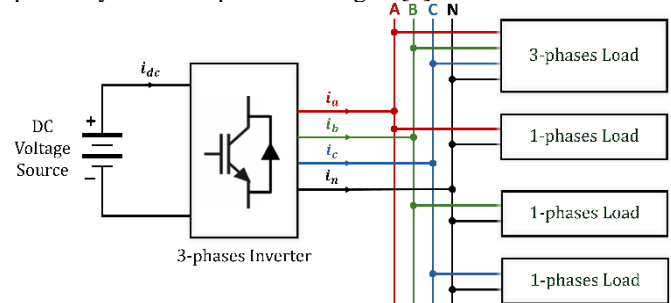 A B C N
i_dc
3-phases Load
+
DC
Voltage
Source
−
i_a
i_b
i_c
i_n
1-phases Load
1-phases Load
3-phases Inverter
1-phases Load